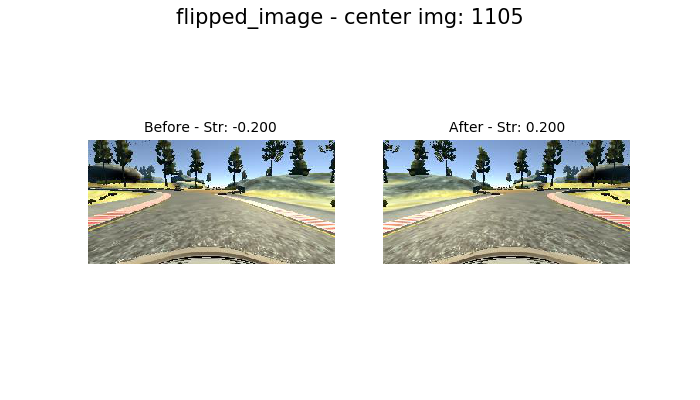 flipped_image - center img: 1105
Before - Str: -0.200
After - Str: 0.200